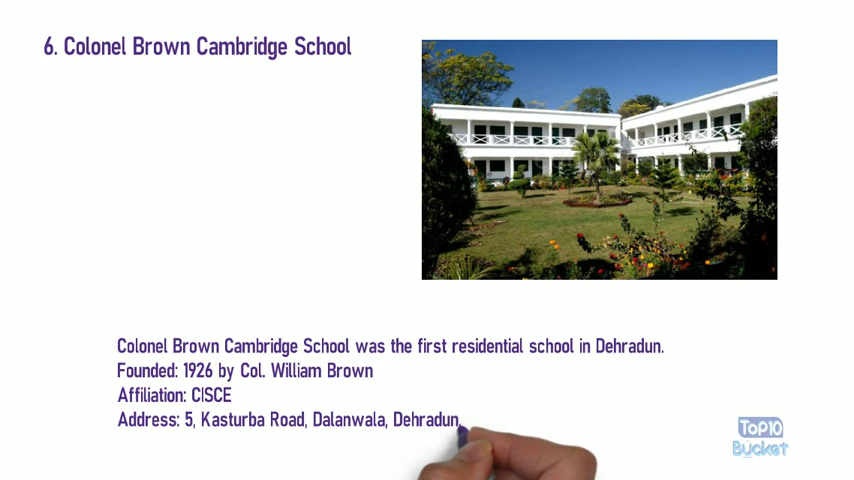 6. Colonel Brown Cambridge School
Colonel Brown Cambridge School was the first residential school in Dehradun.
Founded: 1926 by Col. William Brown
Affiliation: CISCE
Address: 5, Kasturba Road, Dalanwala, Dehradun.
Top10
Bucket